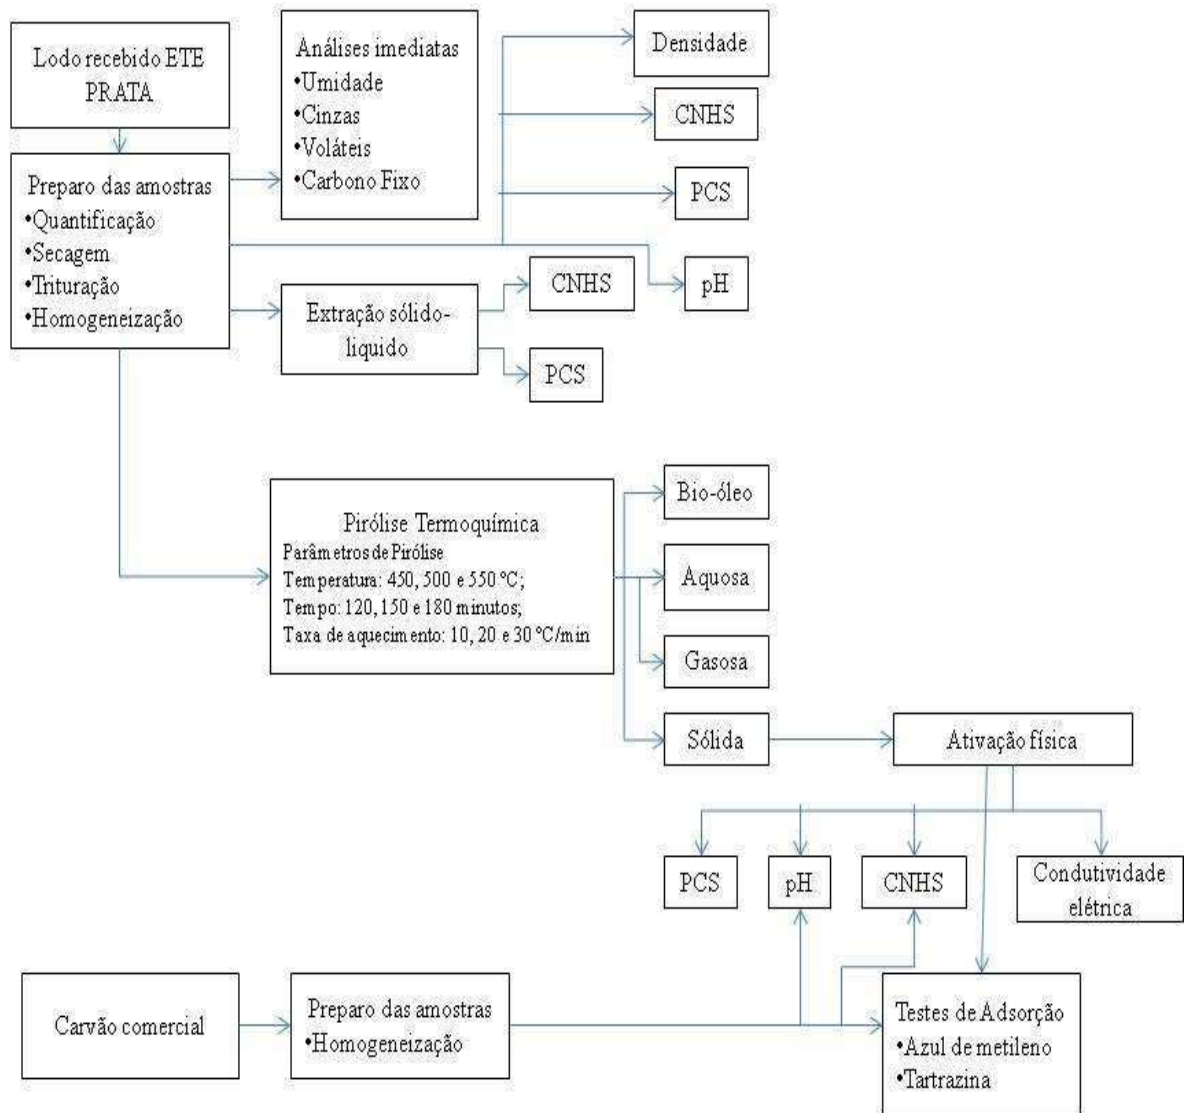 Lodo recebido ETE
PRATA
Análises imediatas
•Umidade
•Cinzas
•Voláteis
•Carbono Fixo
Densidade
CNHS
PCS
pH
Preparo das amostras
•Quantificação
•Secagem
•Trituração
•Homogeneização
Extração sólido-
liquido
CNHS
PCS
Pirólise Termoquímica
Parâmetros de Pirólise
Temperatura: 450, 500 e 550 °C;
Tempo: 120, 150 e 180 minutos;
Taxa de aquecimento: 10, 20 e 30 °C/min
Bio-óleo
Aquosa
Gasosa
Sólida
Ativação física
PCS
pH
CNHS
Condutividade
elétrica
Carvão comercial
Preparo das amostras
•Homogeneização
Testes de Adsorção
•Azul de metileno
•Tartrazina